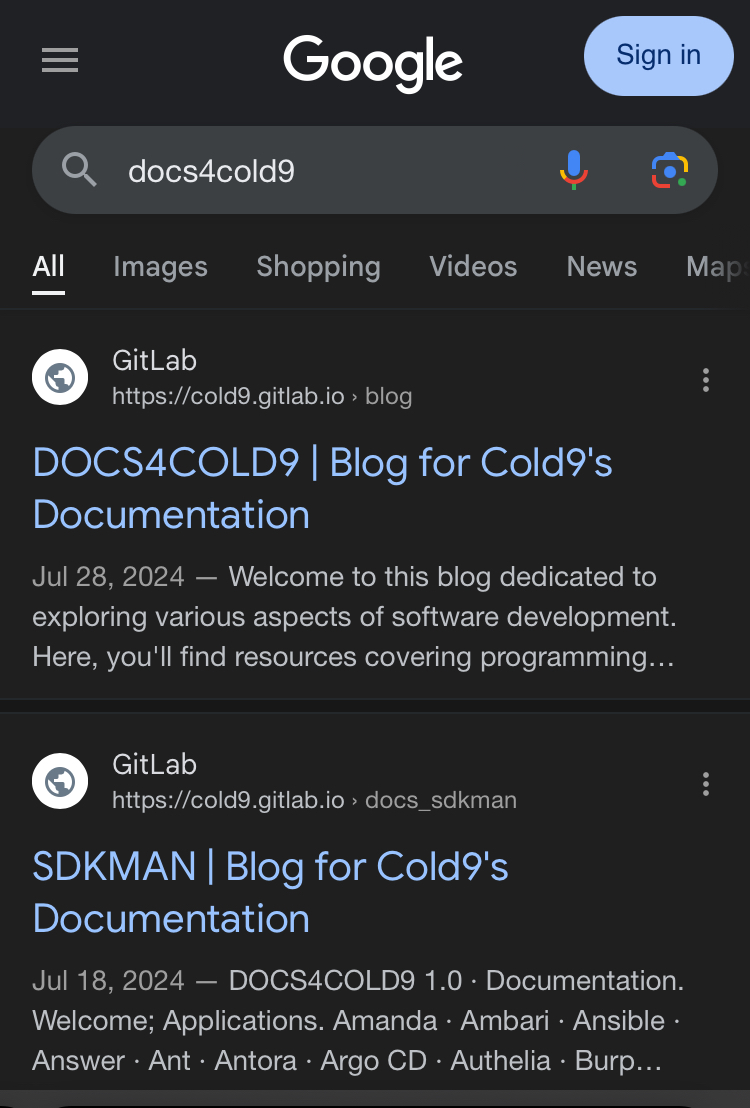 Google
Sign in
docs4cold9
All Images Shopping Videos News Maps
GitLab
https://cold9.gitlab.io › blog
DOCS4COLD9 | Blog for Cold9's
Documentation
Jul 28, 2024 — Welcome to this blog dedicated to
exploring various aspects of software development.
Here, you'll find resources covering programming...
GitLab
https://cold9.gitlab.io › docs_sdkman
SDKMAN | Blog for Cold9's
Documentation
Jul 18, 2024 — DOCS4COLD9 1.0 · Documentation.
Welcome; Applications. Amanda · Ambari · Ansible ·
Answer · Ant · Antora · Argo CD · Authelia · Burp...